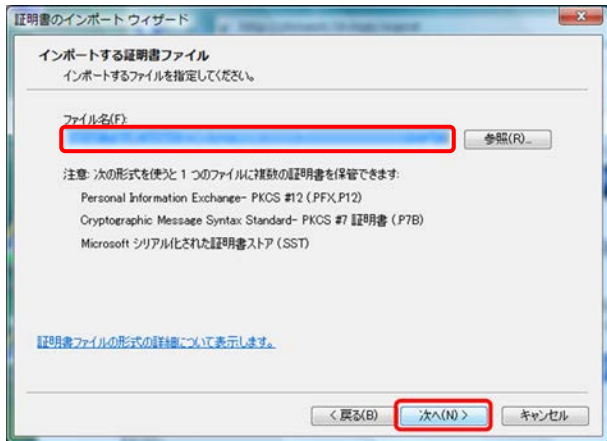 証明書のインポート ウィザード
インポートする証明書ファイル
インポートするファイルを指定してください。
ファイル名(F):
参照(R)...
注意: 次の形式を使うと 1 つのファイルに複数の証明書を保管できます:
Personal Information Exchange- PKCS #12 (.PFX,.P12)
Cryptographic Message Syntax Standard- PKCS #7 証明書 (.P7B)
Microsoft シリアル化された証明書ストア (.SST)
証明書ファイルの形式の詳細について表示します。
< 戻る(B)
次へ(N) >
キャンセル